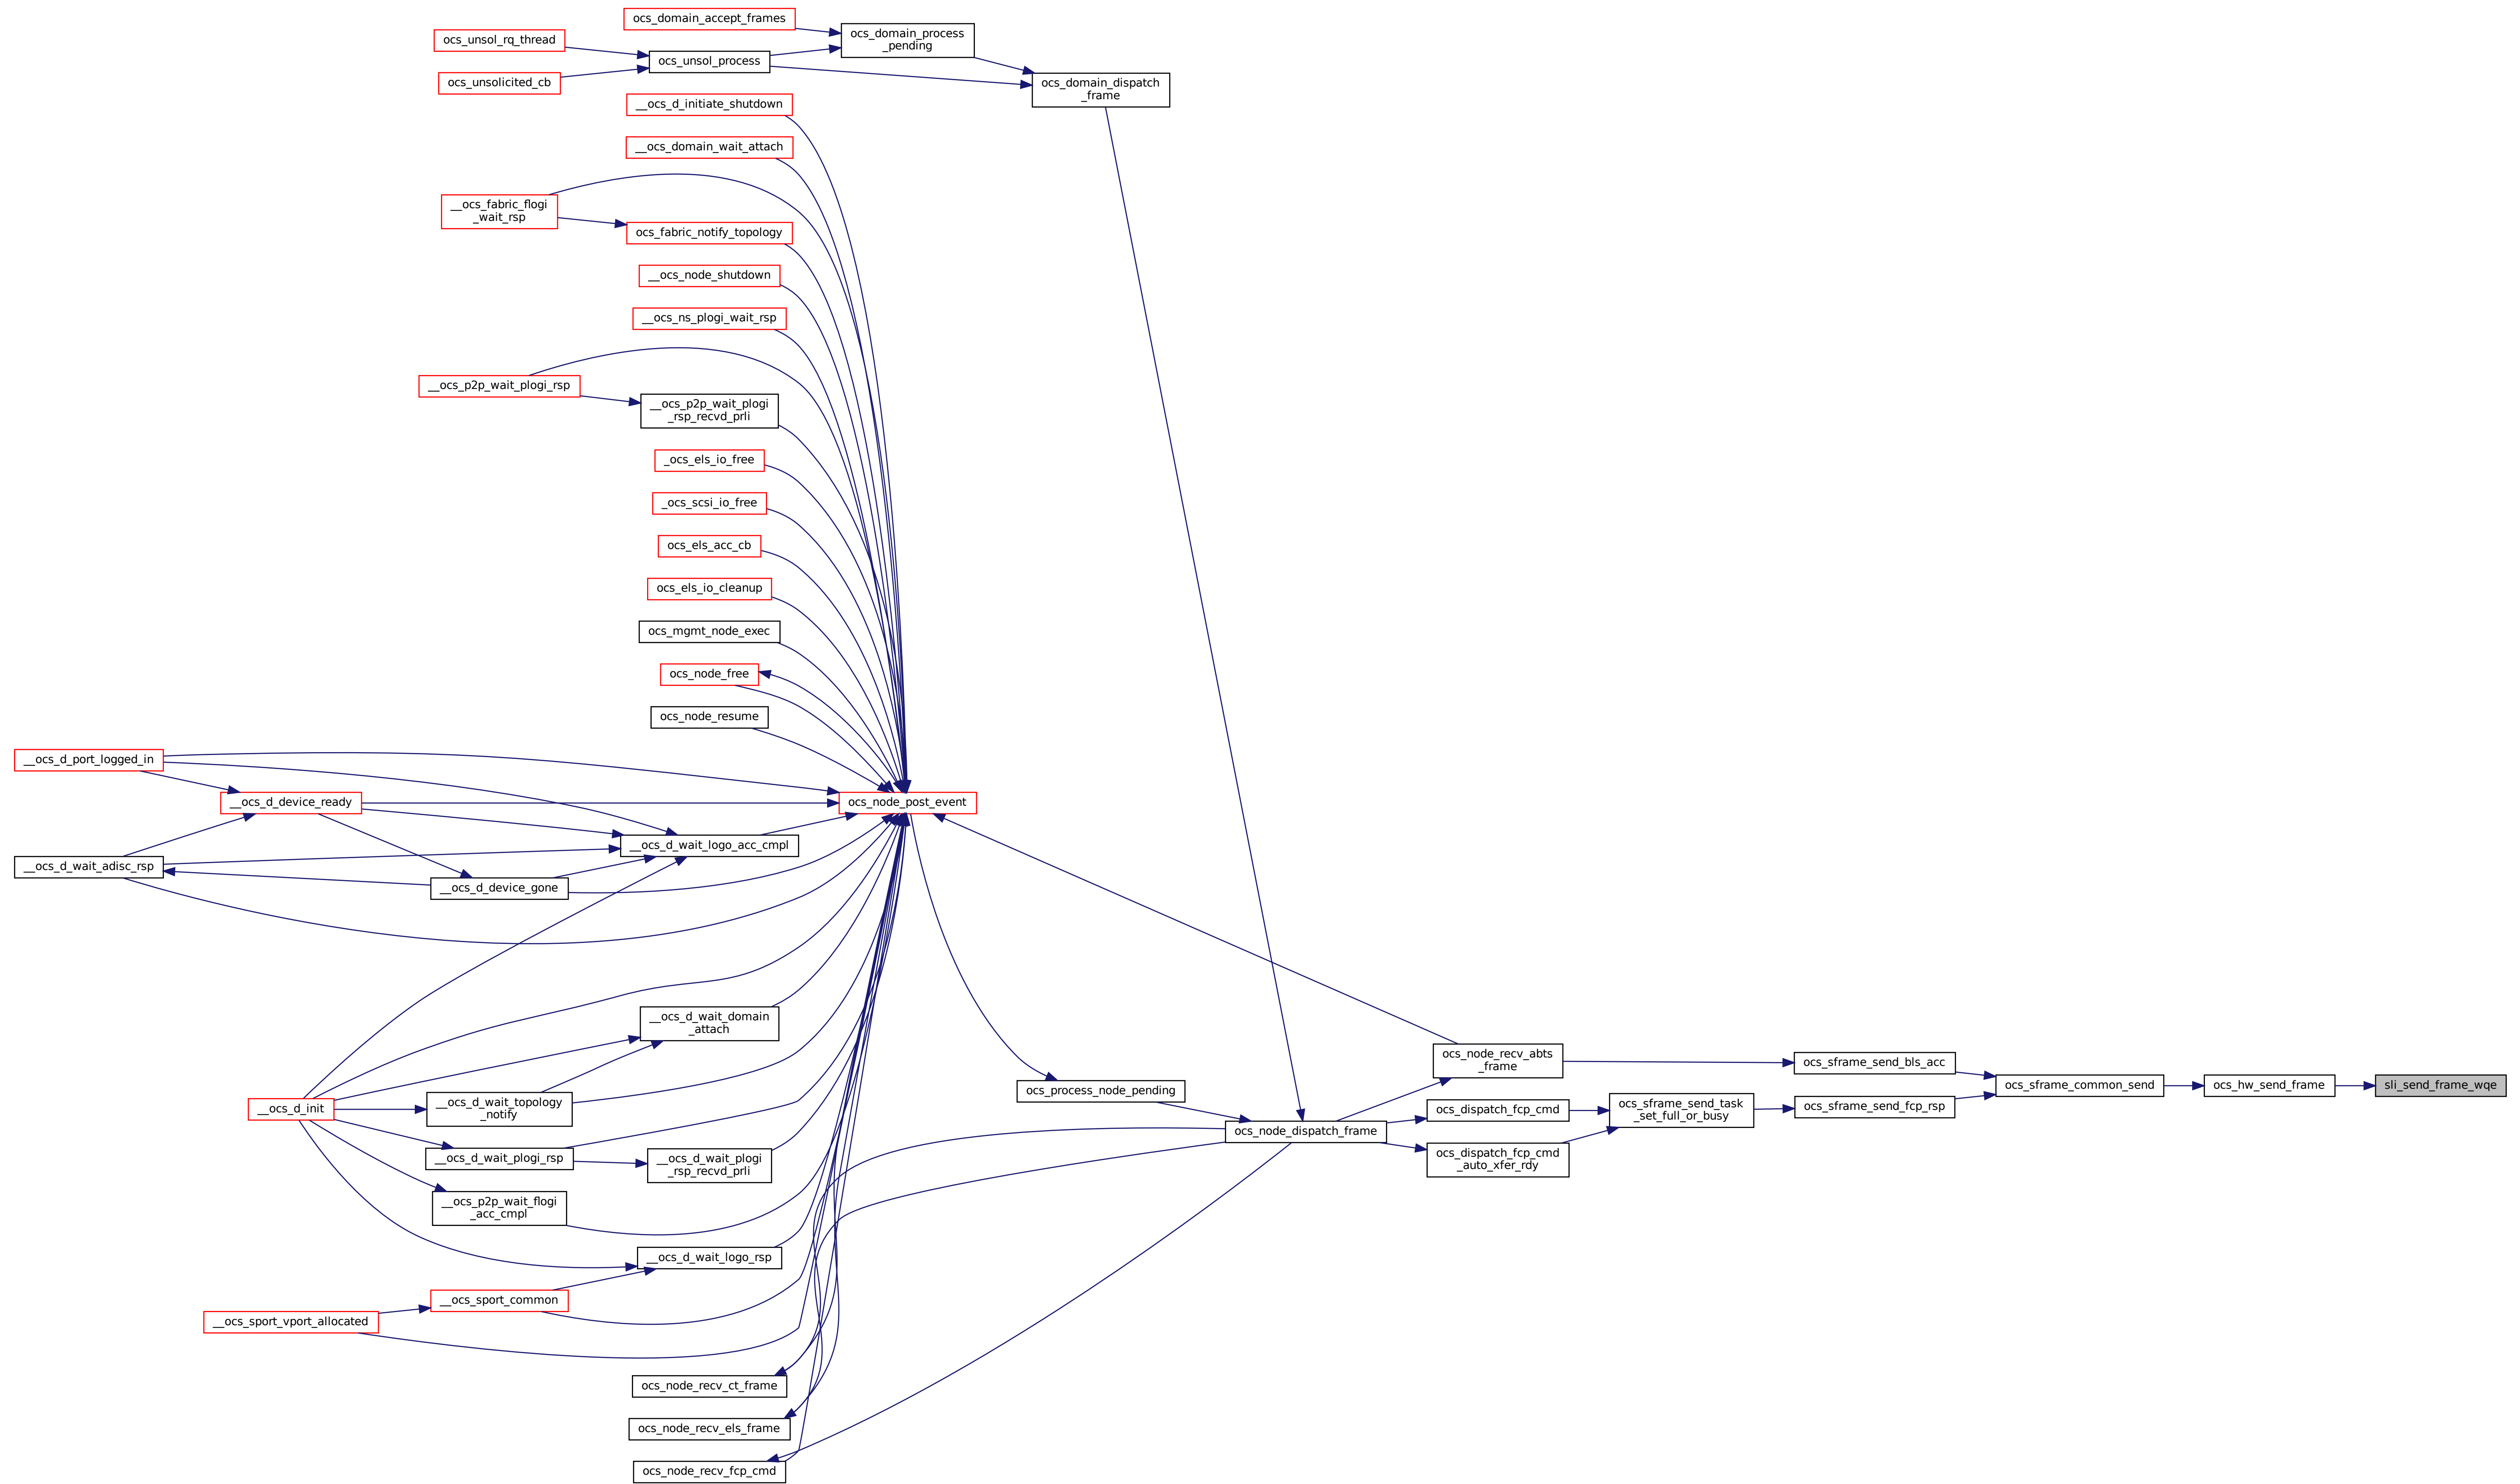 ocs_domain_accept_frames
ocs_domain_process
_pending
ocs_unsol_rq_thread
ocs_unsol_process
ocs_unsolicited_cb
ocs_domain_dispatch
_frame
__ocs_d_initiate_shutdown
__ocs_domain_wait_attach
__ocs_fabric_flogi
_wait_rsp
ocs_fabric_notify_topology
__ocs_node_shutdown
__ocs_ns_plogi_wait_rsp
__ocs_p2p_wait_plogi_rsp
__ocs_p2p_wait_plogi
_rsp_recvd_prli
_ocs_els_io_free
_ocs_scsi_io_free
ocs_els_acc_cb
ocs_els_io_cleanup
ocs_mgmt_node_exec
ocs_node_free
ocs_node_resume
__ocs_d_port_logged_in
__ocs_d_device_ready
ocs_node_post_event
__ocs_d_wait_logo_acc_cmpl
__ocs_d_wait_adisc_rsp
__ocs_d_device_gone
__ocs_d_wait_domain
_attach
ocs_node_recv_abts
_frame
ocs_sframe_send_bls_acc
ocs_process_node_pending
ocs_sframe_common_send
ocs_hw_send_frame
sli_send_frame_wqe
__ocs_d_init
__ocs_d_wait_topology
_notify
ocs_dispatch_fcp_cmd
ocs_sframe_send_task
_set_full_or_busy
ocs_sframe_send_fcp_rsp
ocs_node_dispatch_frame
ocs_dispatch_fcp_cmd
_auto_xfer_rdy
__ocs_d_wait_plogi_rsp
__ocs_d_wait_plogi
_rsp_recvd_prli
__ocs_p2p_wait_flogi
_acc_cmpl
__ocs_d_wait_logo_rsp
__ocs_sport_common
__ocs_sport_vport_allocated
ocs_node_recv_ct_frame
ocs_node_recv_els_frame
ocs_node_recv_fcp_cmd